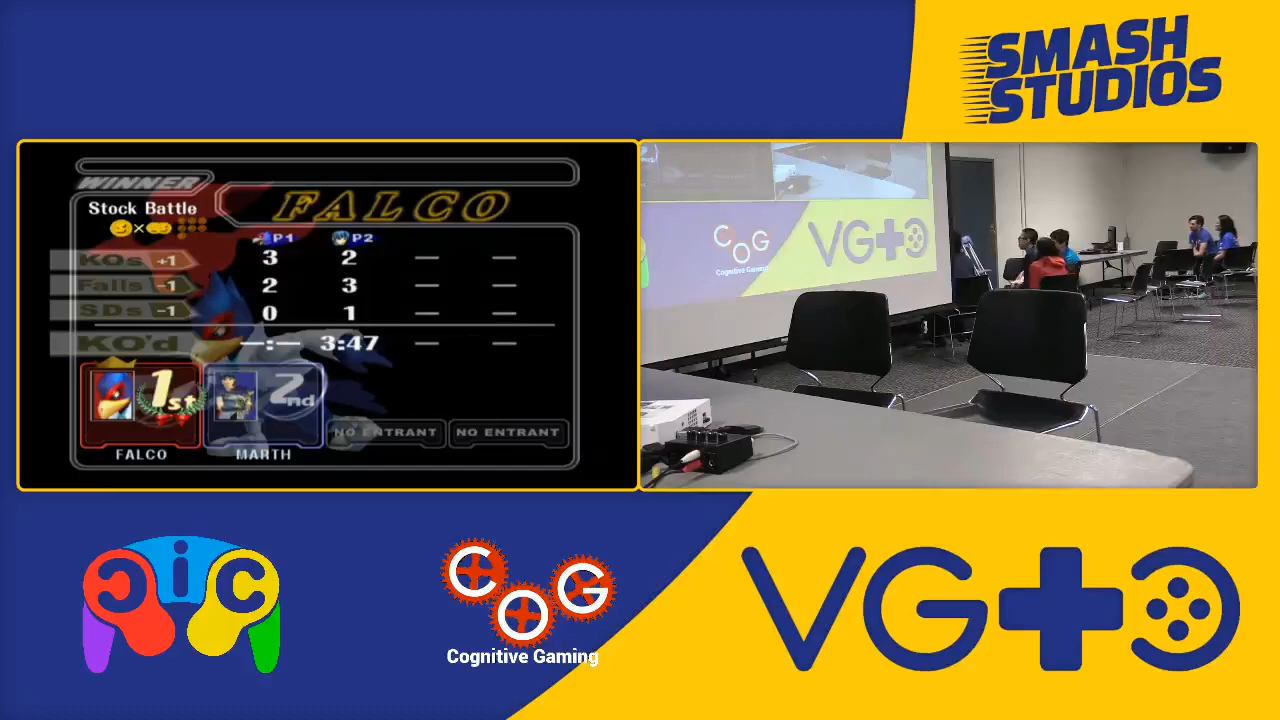 SMASH
STUDIOS
WINNER
FALCO
Stock Battle
P1 P2
KOs +1 3 2 — —
Falls -1 2 3 — —
SDs -1 0 1 — —
KO'd —:— 3:47 — —
1st 2nd NO ENTRANT NO ENTRANT
FALCO MARTH
COG
Cognitive Gaming
VG
CiC
COG
Cognitive Gaming
VG